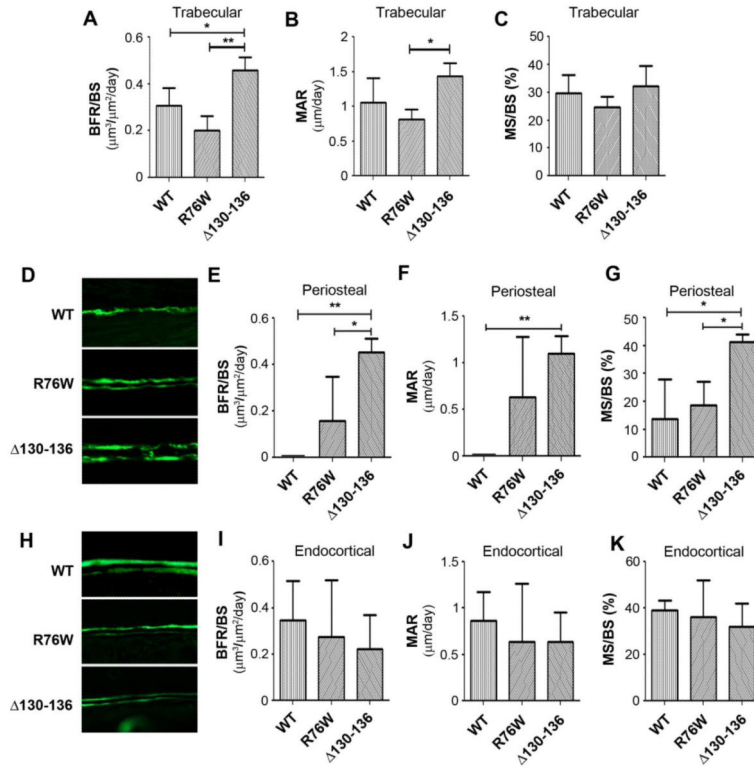 A
Trabecular
*
**
BFR/BS
(μm³/μm²/day)
0.6
0.4
0.2
0
WT
R76W
Δ130-136
B
Trabecular
*
MAR
(μm/day)
2
1.5
1
0.5
0
WT
R76W
Δ130-136
C
Trabecular
MS/BS (%)
50
40
30
20
10
0
WT
R76W
Δ130-136
D
WT
R76W
Δ130-136
E
Periosteal
**
*
BFR/BS
(μm³/μm²/day)
0.6
0.4
0.2
0
WT
R76W
Δ130-136
F
Periosteal
**
MAR
(μm/day)
1.5
1
0.5
0
WT
R76W
Δ130-136
G
Periosteal
*
*
MS/BS (%)
50
40
30
20
10
0
WT
R76W
Δ130-136
H
WT
R76W
Δ130-136
I
Endocortical
BFR/BS
(μm³/μm²/day)
0.6
0.4
0.2
0
WT
R76W
Δ130-136
J
Endocortical
MAR
(μm/day)
1.5
1
0.5
0
WT
R76W
Δ130-136
K
Endocortical
MS/BS (%)
60
40
20
0
WT
R76W
Δ130-136